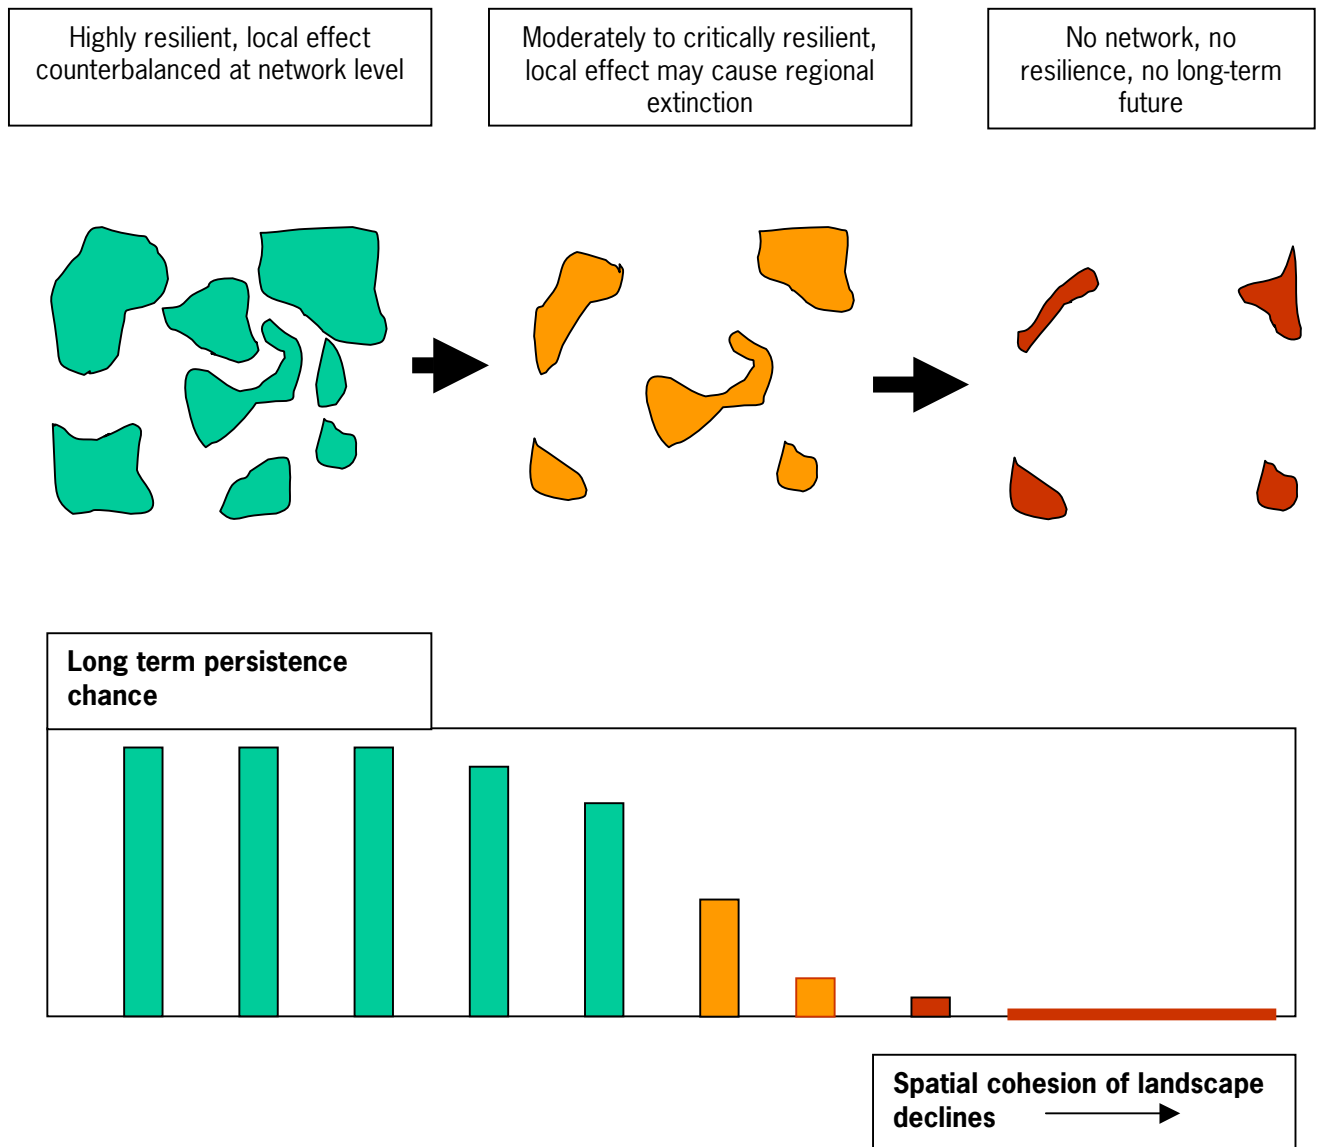 Highly resilient, local effect
counterbalanced at network level
Moderately to critically resilient,
local effect may cause regional
extinction
No network, no
resilience, no long-term
future
Long term persistence
chance
Spatial cohesion of landscape
declines